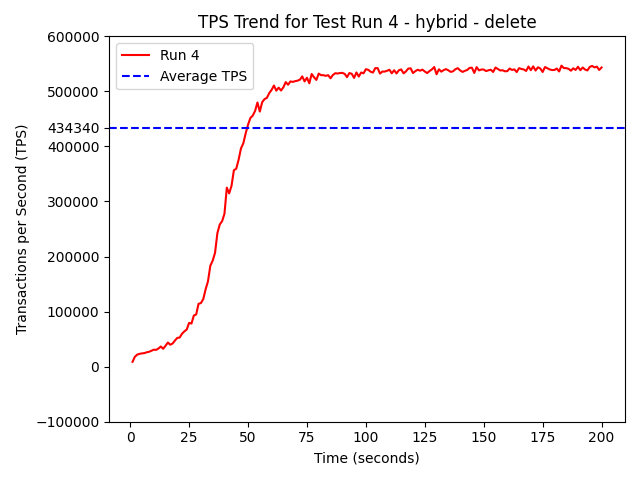 TPS Trend for Test Run 4 - hybrid - delete
Run 4
Average TPS
Transactions per Second (TPS)
600000
500000
434340
400000
300000
200000
100000
0
−100000
0 25 50 75 100 125 150 175 200
Time (seconds)